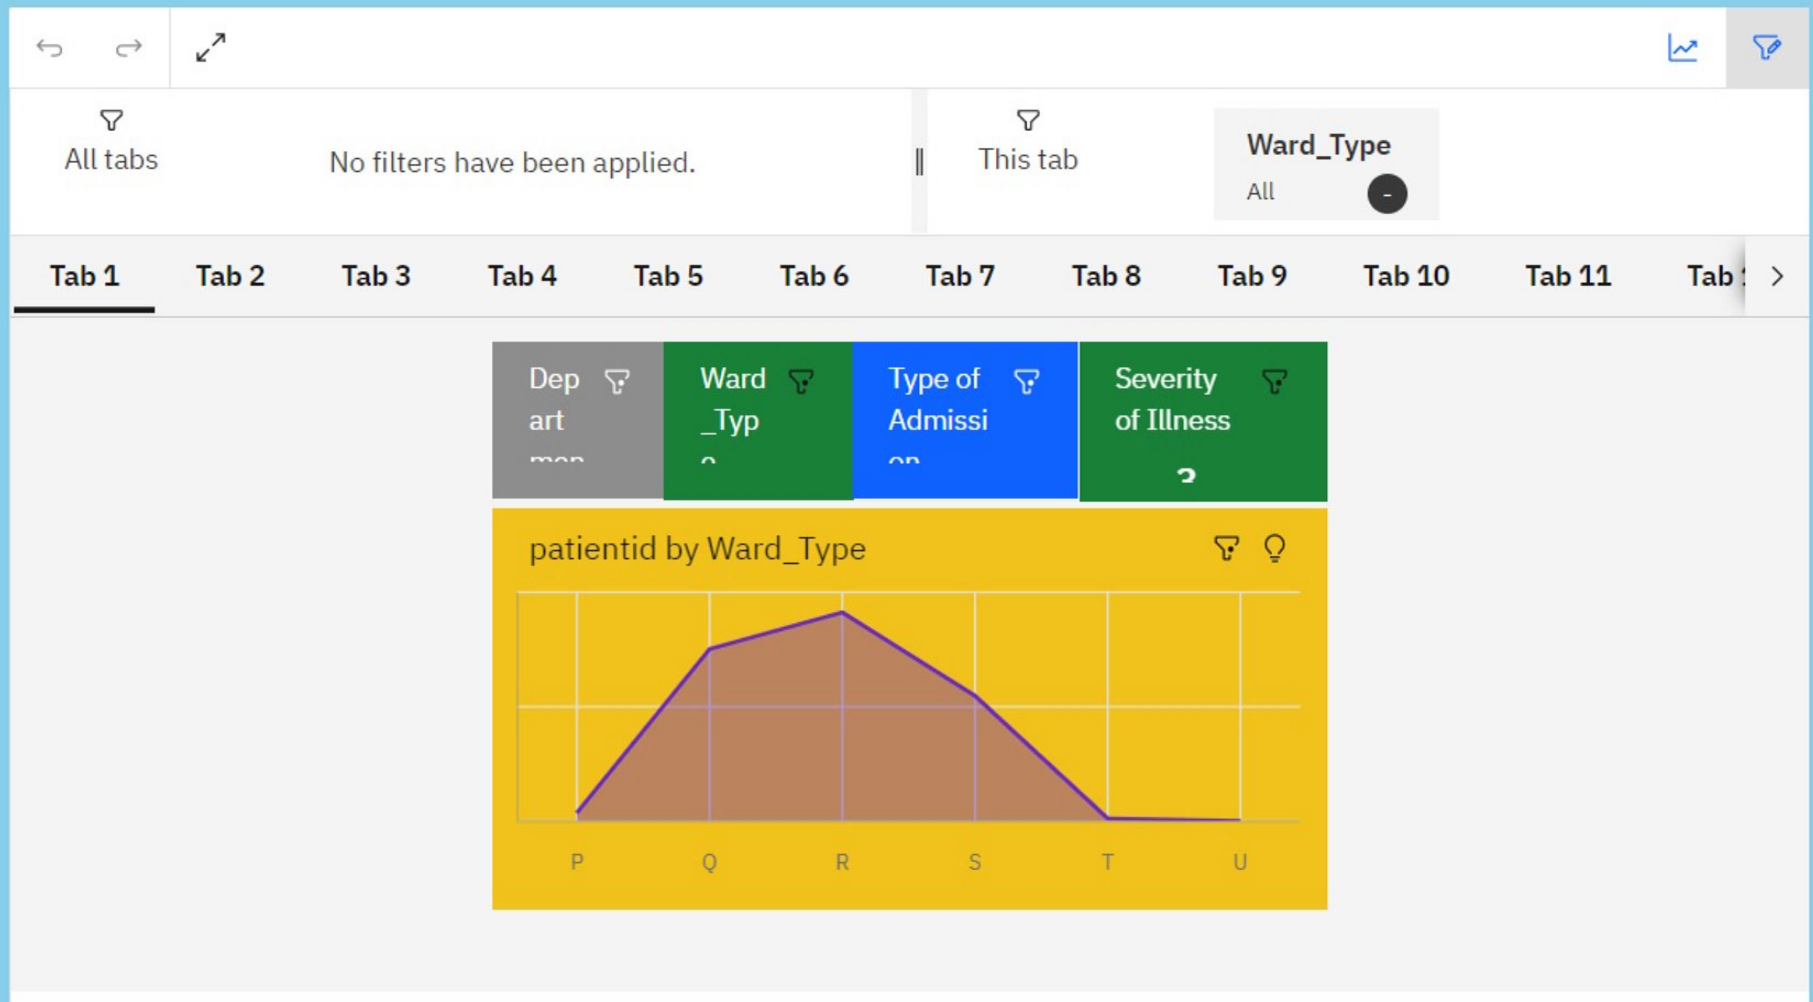 All tabs
No filters have been applied.
This tab
Ward_Type
All
-
Tab 1
Tab 2
Tab 3
Tab 4
Tab 5
Tab 6
Tab 7
Tab 8
Tab 9
Tab 10
Tab 11
Tab
Dep
art
Ward
_Typ
Type of
Admissi
on
Severity
of Illness
patientid by Ward_Type
P Q R S T U